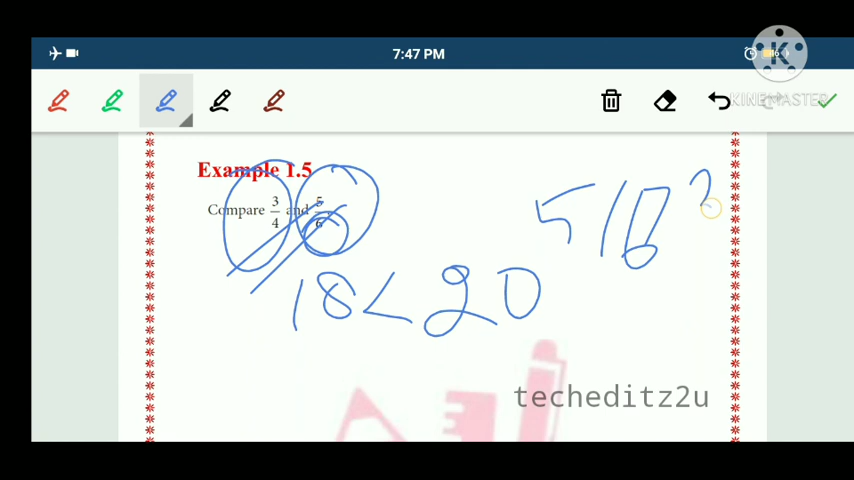 7:47 PM
KINEMASTER
Example 1.5
Compare 3/4 and 5/6
5/6
18<20
techeditz2u